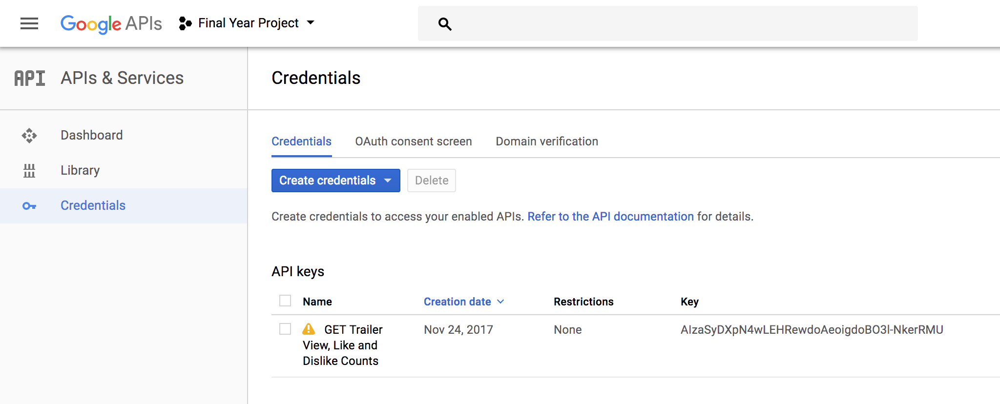 Google APIs Final Year Project
API APIs & Services
Credentials
Dashboard
Library
Credentials
Credentials OAuth consent screen Domain verification
Create credentials Delete
Create credentials to access your enabled APIs. Refer to the API documentation for details.
API keys
Name Creation date Restrictions Key
GET Trailer Nov 24, 2017 None AIzaSyDXpN4wLEHRewdoAeoigdoBO3l-NkerRMU
View, Like and
Dislike Counts